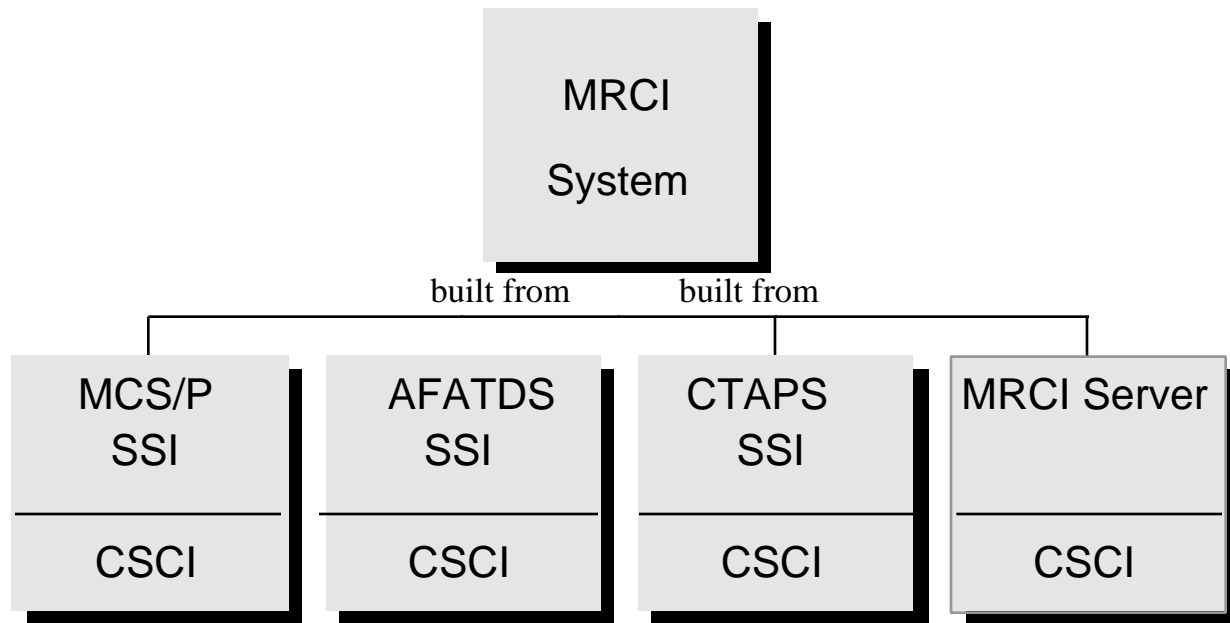 MRCI
System
built from built from
MCS/P
SSI
CSCI
AFATDS
SSI
CSCI
CTAPS
SSI
CSCI
MRCI Server
CSCI